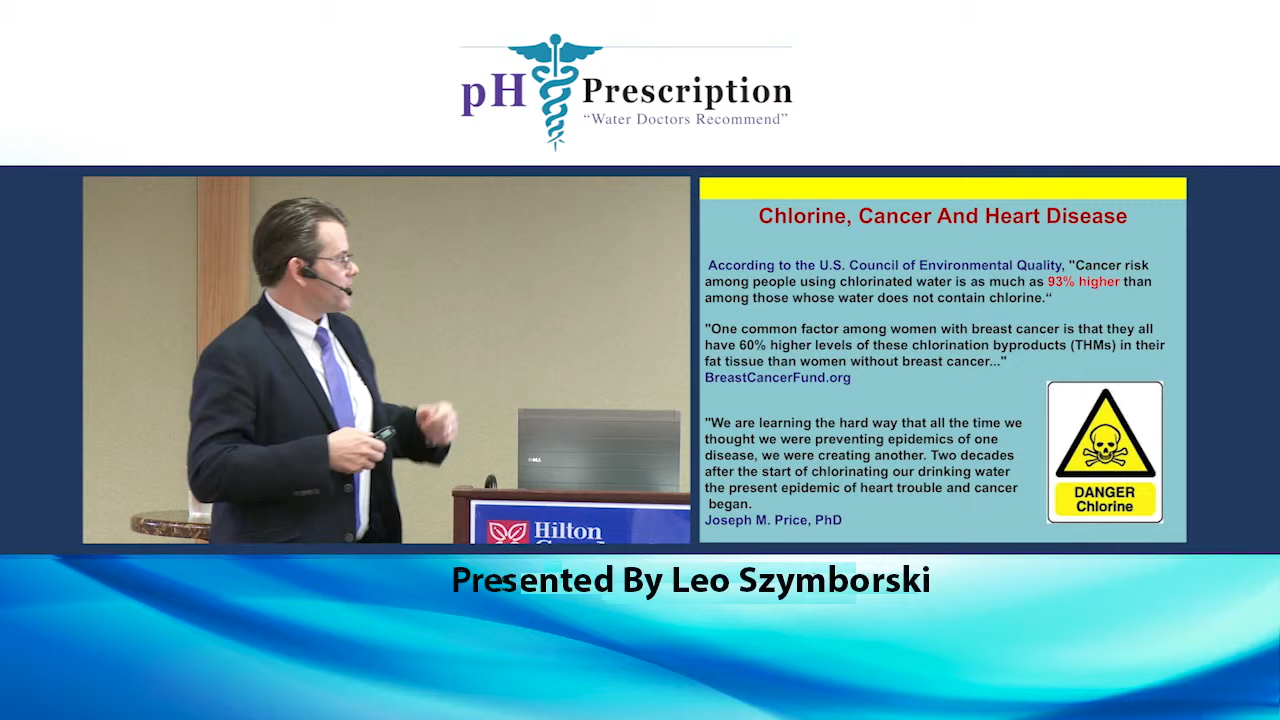 pH Prescription
“Water Doctors Recommend”
Chlorine, Cancer And Heart Disease
According to the U.S. Council of Environmental Quality, "Cancer risk
among people using chlorinated water is as much as 93% higher than
among those whose water does not contain chlorine.“
"One common factor among women with breast cancer is that they all
have 60% higher levels of these chlorination byproducts (THMs) in their
fat tissue than women without breast cancer..."
BreastCancerFund.org
"We are learning the hard way that all the time we
thought we were preventing epidemics of one
disease, we were creating another. Two decades
after the start of chlorinating our drinking water
the present epidemic of heart trouble and cancer
began.
Joseph M. Price, PhD
DANGER
Chlorine
DELL
Hilton
Presented By Leo Szymborski